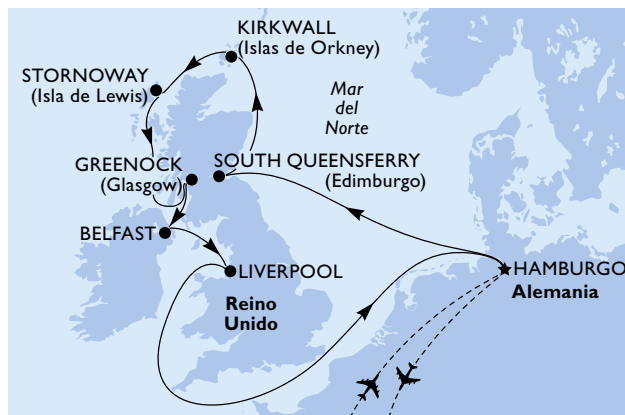 KIRKWALL
(Islas de Orkney)
STORNOWAY
(Isla de Lewis)
Mar
del
Norte
GREENOCK
(Glasgow)
SOUTH QUEENSFERRY
(Edimburgo)
BELFAST
LIVERPOOL
HAMBURGO
Alemania
Reino
Unido